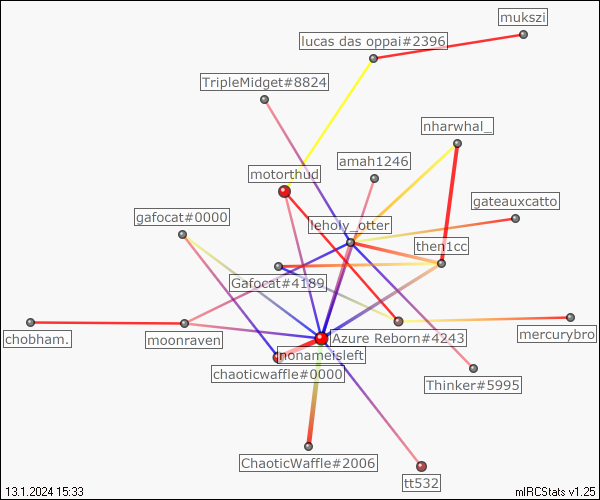 mukszi
lucas das oppai#2396
TripleMidget#8824
nharwhal_
amah1246
motorthud
gateauxcatto
gafocat#0000
leholy_otter
then1cc
Gafocat#4189
chobham.
moonraven
Azure Reborn#4243
mercurybro
nonameisleft
chaoticwaffle#0000
Thinker#5995
ChaoticWaffle#2006
tt532
13.1.2024 15:33
mIRCStats v1.25